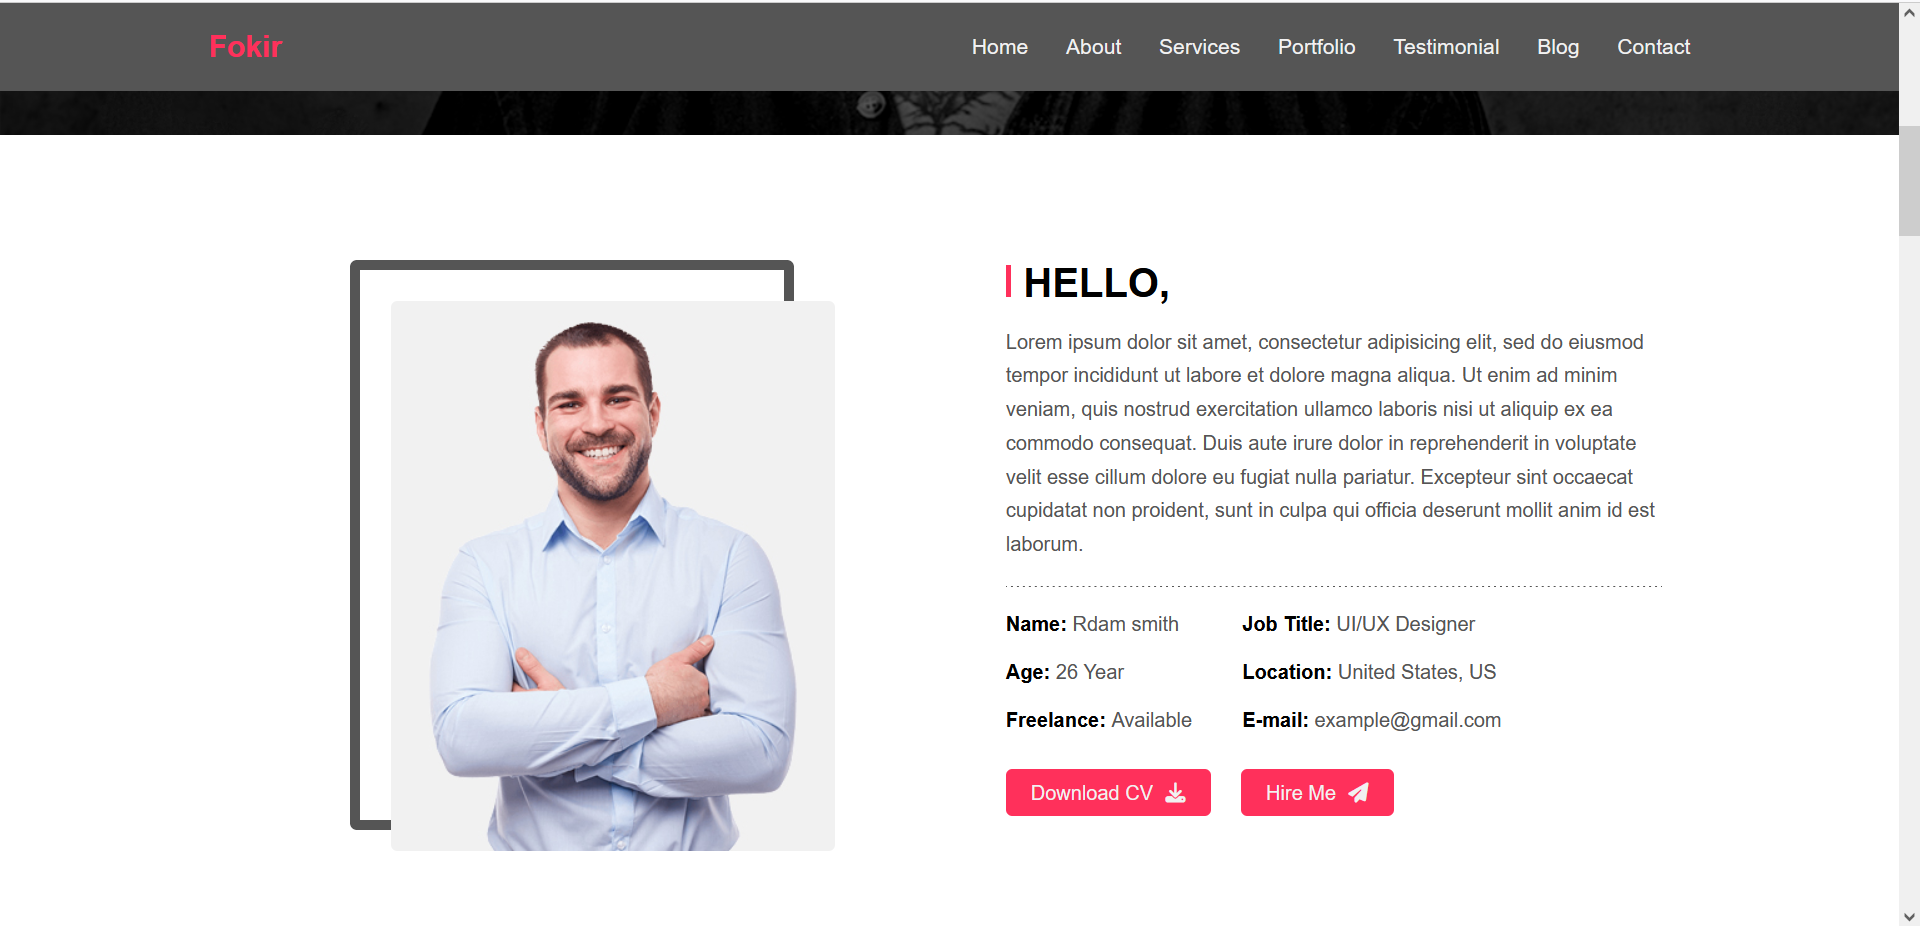 Fokir
Home About Services Portfolio Testimonial Blog Contact
HELLO,
Lorem ipsum dolor sit amet, consectetur adipisicing elit, sed do eiusmod
tempor incididunt ut labore et dolore magna aliqua. Ut enim ad minim
veniam, quis nostrud exercitation ullamco laboris nisi ut aliquip ex ea
commodo consequat. Duis aute irure dolor in reprehenderit in voluptate
velit esse cillum dolore eu fugiat nulla pariatur. Excepteur sint occaecat
cupidatat non proident, sunt in culpa qui officia deserunt mollit anim id est
laborum.
Name: Rdam smith Job Title: UI/UX Designer
Age: 26 Year Location: United States, US
Freelance: Available E-mail: example@gmail.com
Download CV Hire Me